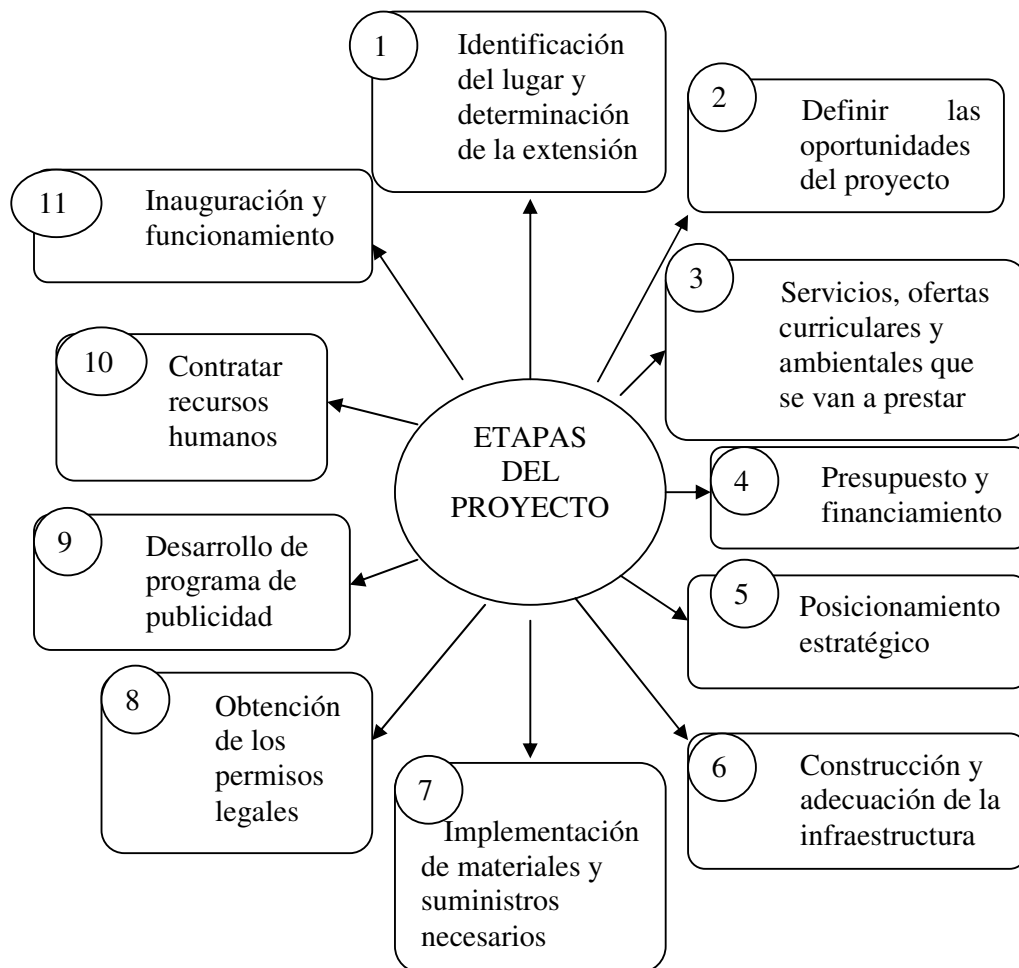 ETAPAS
DEL
PROYECTO
1
Identificación
del lugar y
determinación
de la extensión
2
Definir las
oportunidades
del proyecto
3
Servicios, ofertas
curriculares y
ambientales que
se van a prestar
4
Presupuesto y
financiamiento
5
Posicionamiento
estratégico
6
Construcción y
adecuación de la
infraestructura
7
Implementación
de materiales y
suministros
necesarios
8
Obtención
de los
permisos
legales
9
Desarrollo de
programa de
publicidad
10
Contratar
recursos
humanos
11
Inauguración y
funcionamiento